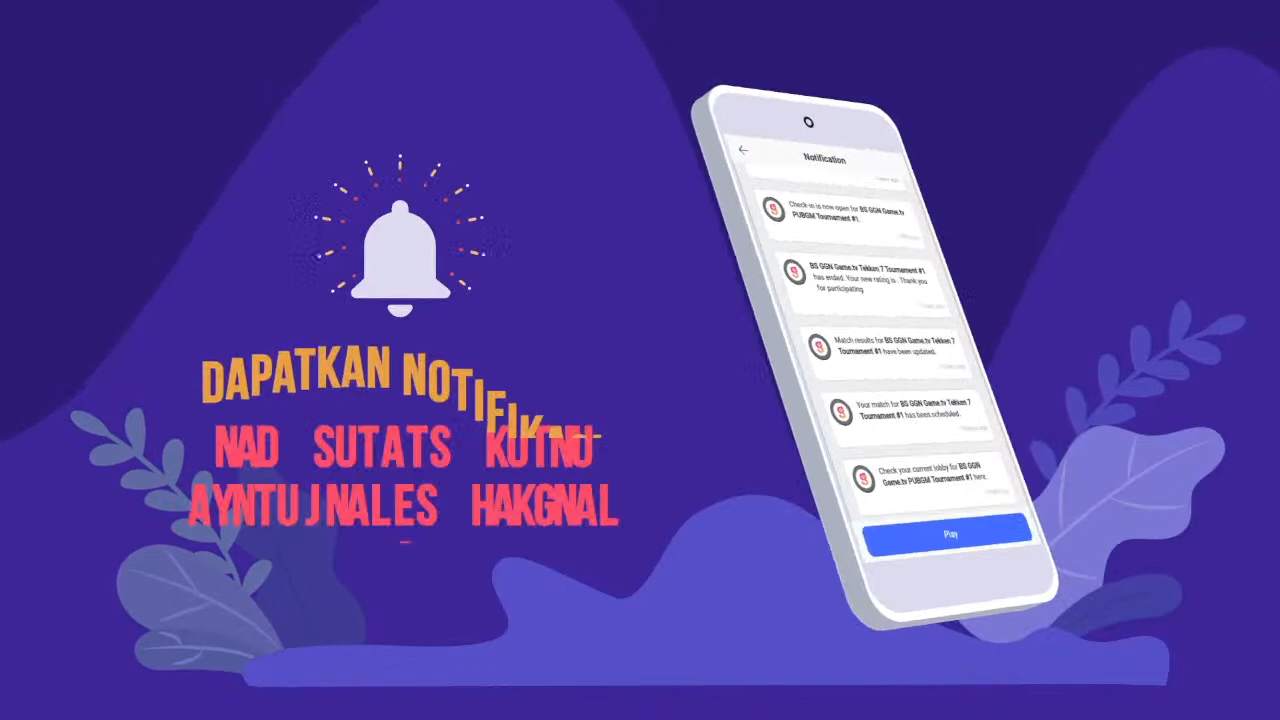 DAPATKAN NOTIFIK
NAD SUTATS KUTNU
AYNTUJNALES HAKGNAL
Notification
Check-in is now open for BS GGN Game.tv
PUBGM Tournament #1.
BS GGN Game.tv Tekken 7 Tournament #1
has ended. Your new rating is . Thank you
for participating.
Match results for BS GGN Game.tv Tekken 7
Tournament #1 have been updated.
Your match for BS GGN Game.tv Tekken 7
Tournament #1 has been scheduled.
Check your current lobby for BS GGN
Game.tv PUBGM Tournament #1 here.
Play